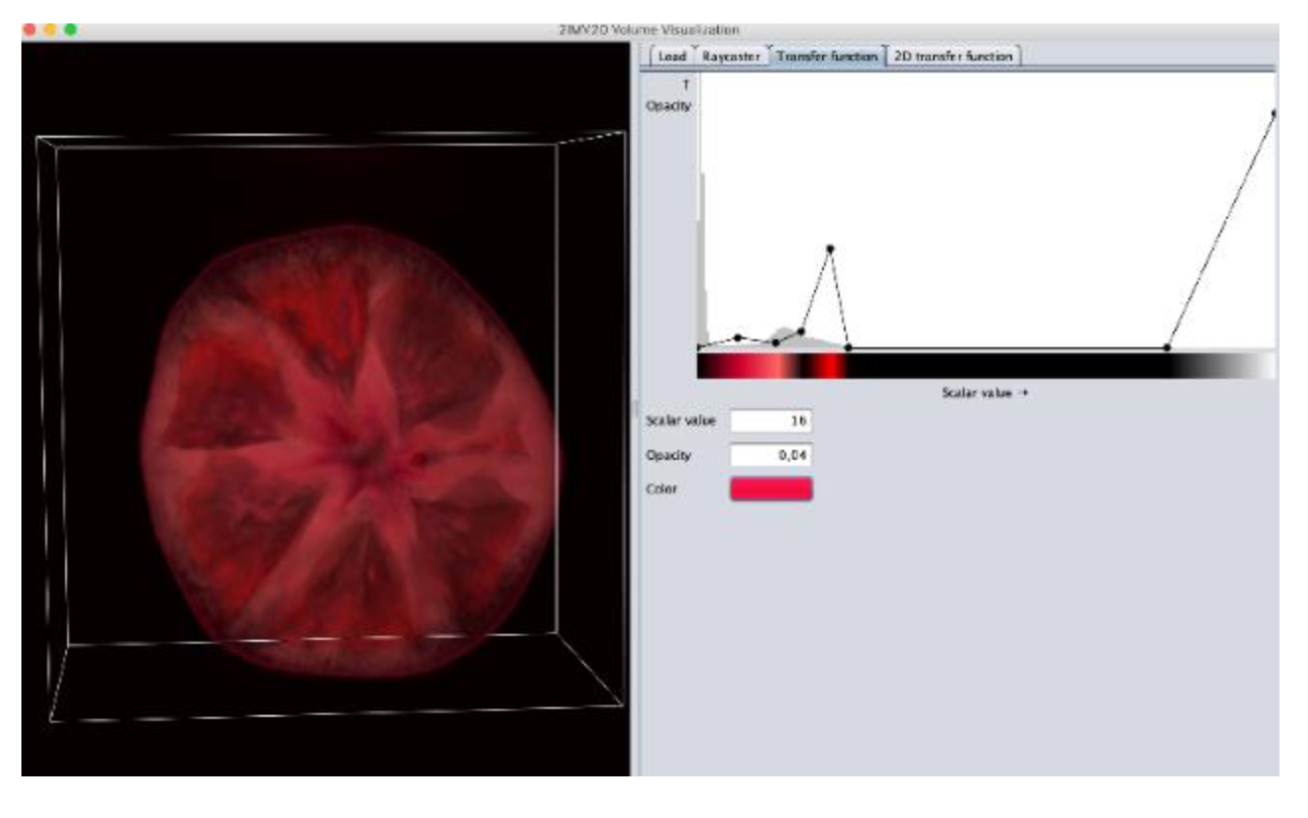 2IMV20 Volume Visualization
Load Raycaster Transfer function 2D transfer function
↑
Opacity
Scalar value →
Scalar value 16
Opacity 0,04
Color